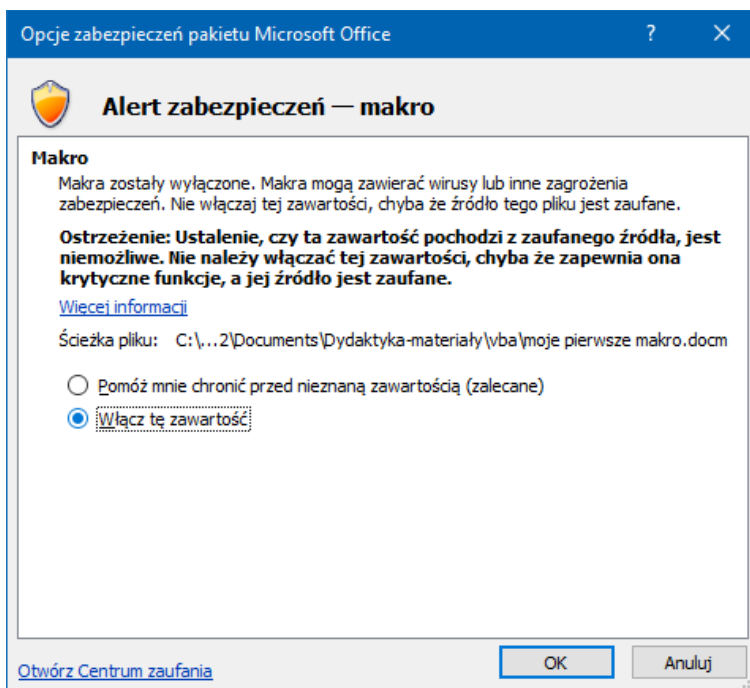 Opcje zabezpieczeń pakietu Microsoft Office ? ×
Alert zabezpieczeń — makro
Makro
Makra zostały wyłączone. Makra mogą zawierać wirusy lub inne zagrożenia
zabezpieczeń. Nie włączaj tej zawartości, chyba że źródło tego pliku jest zaufane.
Ostrzeżenie: Ustalenie, czy ta zawartość pochodzi z zaufanego źródła, jest
niemożliwe. Nie należy włączać tej zawartości, chyba że zapewnia ona
krytyczne funkcje, a jej źródło jest zaufane.
Więcej informacji
Ścieżka pliku: C:\...2\Documents\Dydaktyka-materiały\vba\moje pierwsze makro.docm
Pomóż mnie chronić przed nieznaną zawartością (zalecane)
Włącz tę zawartość
Otwórz Centrum zaufania
OK
Anuluj